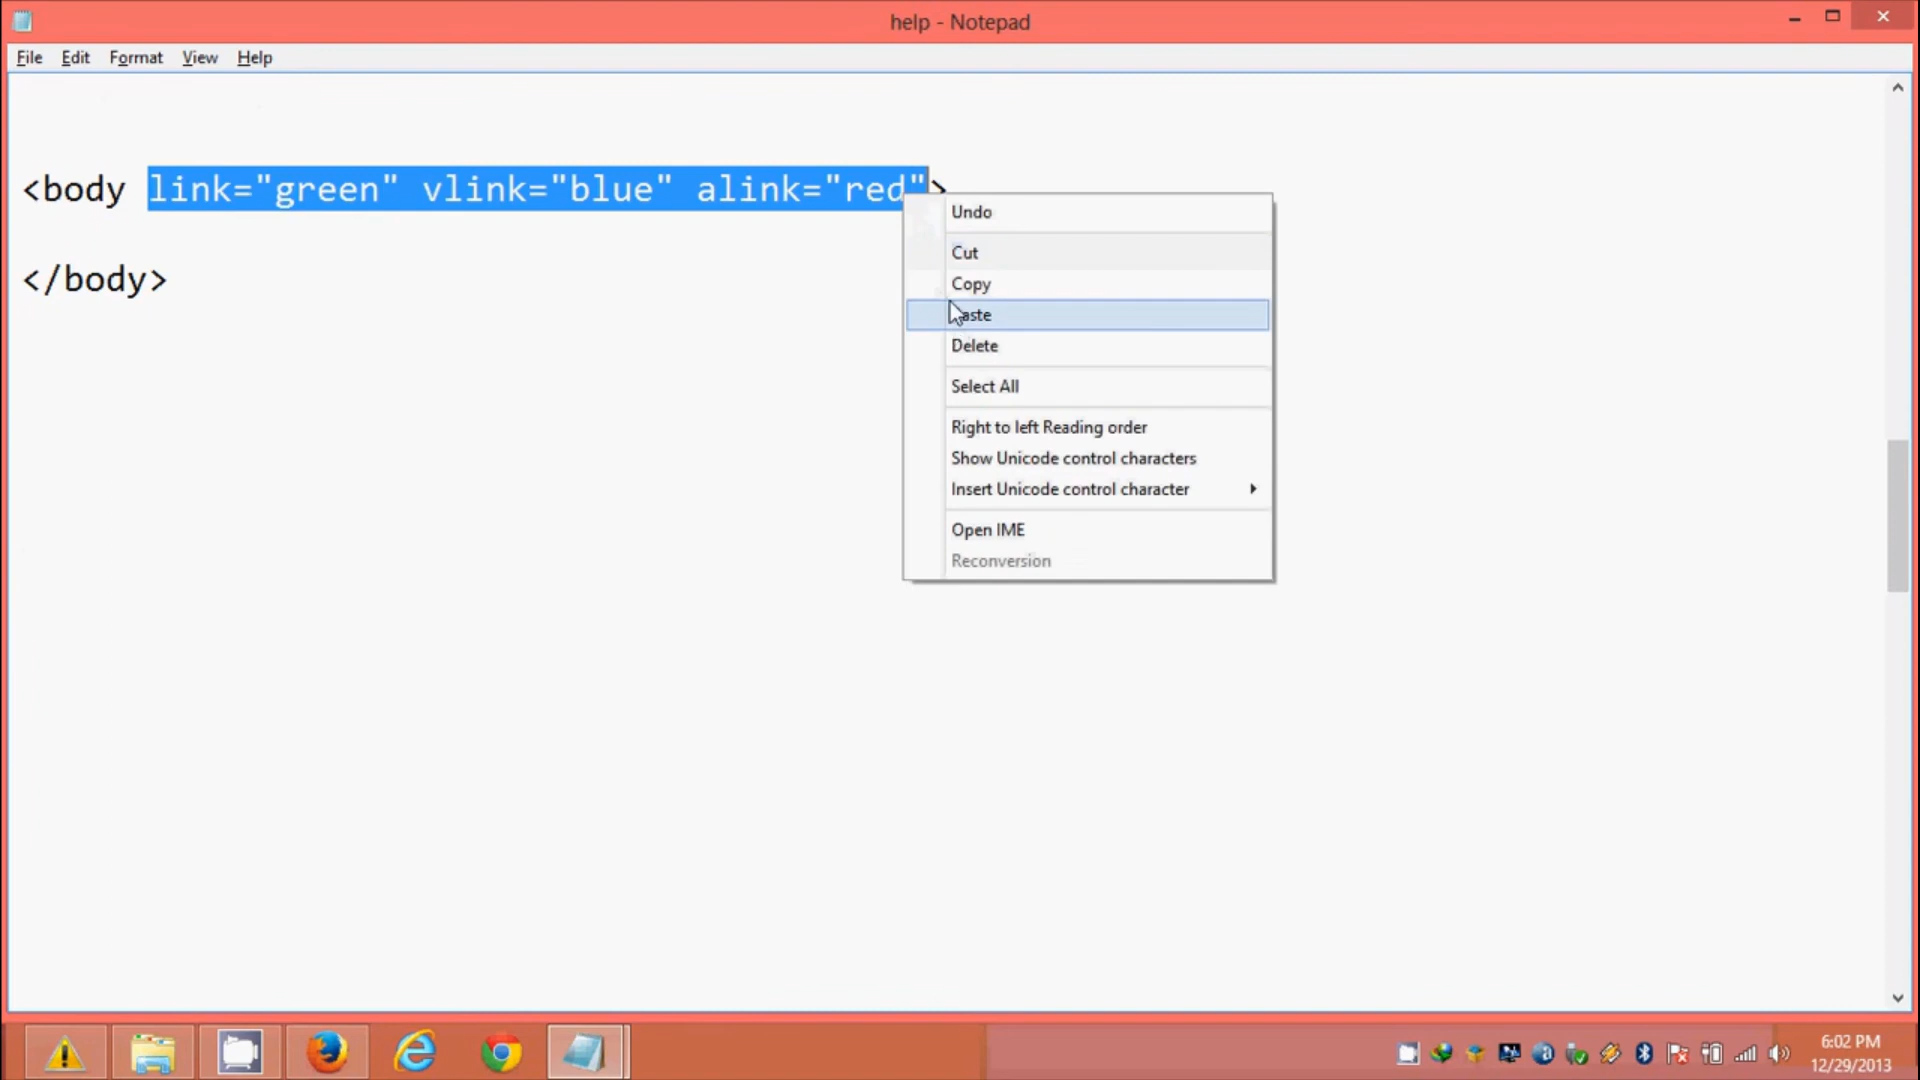 help - Notepad
File Edit Format View Help
<body link="green" vlink="blue" alink="red">
</body>
Undo
Cut
Copy
aste
Delete
Select All
Right to left Reading order
Show Unicode control characters
Insert Unicode control character
Open IME
Reconversion
6:02 PM
12/29/2013